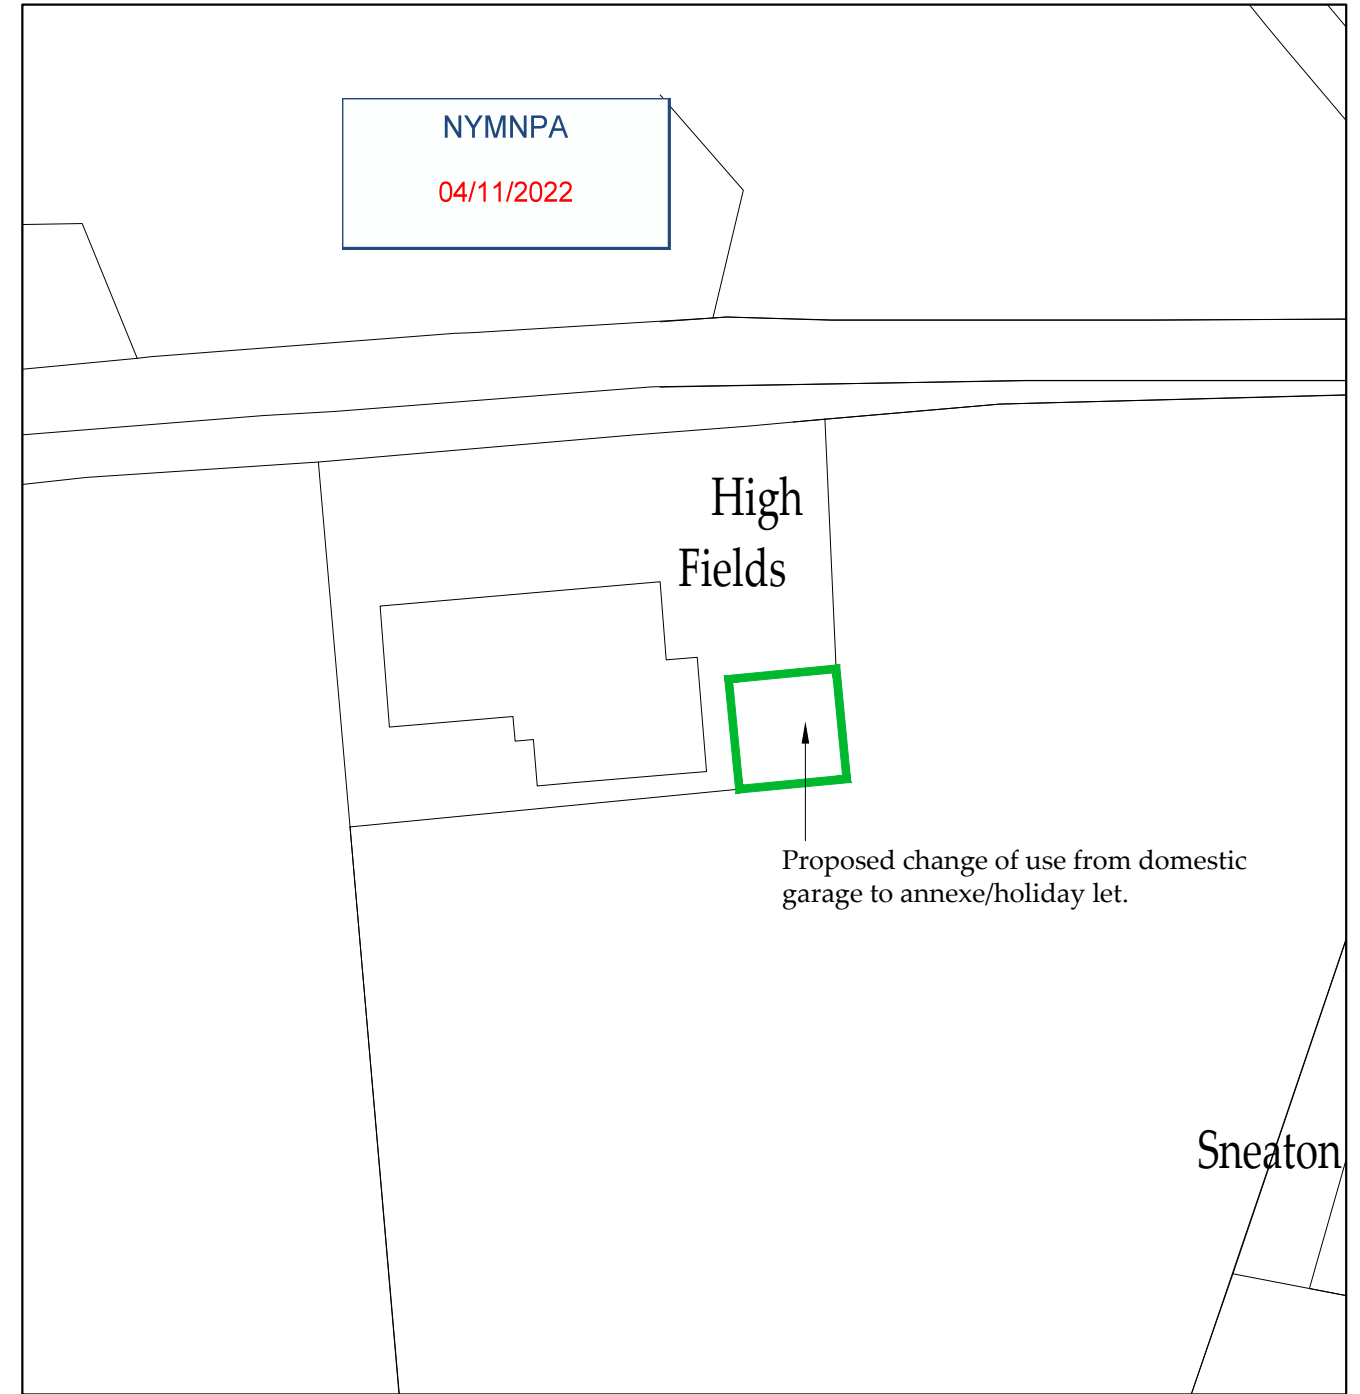 NYMNPA
04/11/2022
High
Fields
Proposed change of use from domestic
garage to annexe/holiday let.
Sneaton